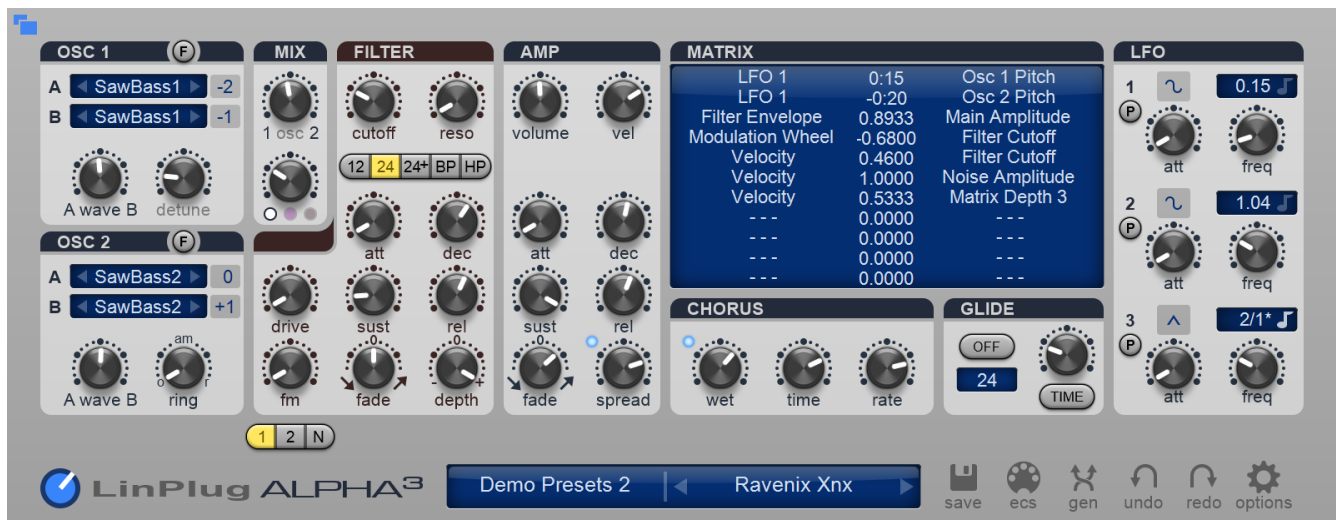 OSC 1 F
A SawBass1 -2
B SawBass1 -1
A wave B detune
OSC 2 F
A SawBass2 0
B SawBass2 +1
am
o r
A wave B ring
MIX
1 osc 2
FILTER
cutoff reso
12 24 24+ BP HP
att dec
drive sust rel
0 0
- +
fm fade depth
1 2 N
AMP
volume vel
att dec
sust rel
0
fade spread
MATRIX
LFO 1 0:15 Osc 1 Pitch
LFO 1 -0:20 Osc 2 Pitch
Filter Envelope 0.8933 Main Amplitude
Modulation Wheel -0.6800 Filter Cutoff
Velocity 0.4600 Filter Cutoff
Velocity 1.0000 Noise Amplitude
Velocity 0.5333 Matrix Depth 3
- - - 0.0000 - - -
- - - 0.0000 - - -
- - - 0.0000 - - -
- - - 0.0000 - - -
CHORUS
wet time rate
GLIDE
OFF
24
TIME
LFO
1 0.15
P
att freq
2 1.04
P
att freq
3 2/1*
P
att freq
LinPlug ALPHA3
Demo Presets 2 Ravenix Xnx
save ecs gen undo redo options